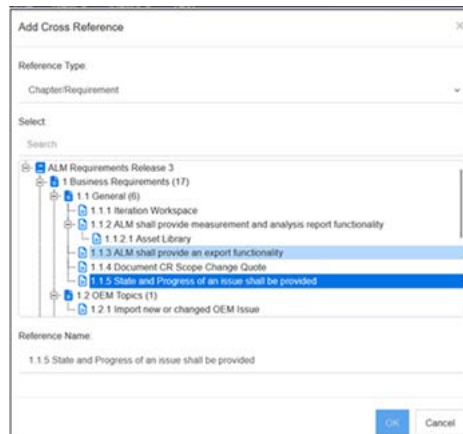 Add Cross Reference
Reference Type:
Chapter/Requirement
Select:
Search
ALM Requirements Release 3
1 Business Requirements (17)
1.1 General (6)
1.1.1 Iteration Workspace
1.1.2 ALM shall provide measurement and analysis report functionality
1.1.2.1 Asset Library
1.1.3 ALM shall provide an export functionality
1.1.4 Document CR Scope Change Quote
1.1.5 State and Progress of an issue shall be provided
1.2 OEM Topics (1)
1.2.1 Import new or changed OEM Issue
Reference Name:
1.1.5 State and Progress of an issue shall be provided
OK Cancel